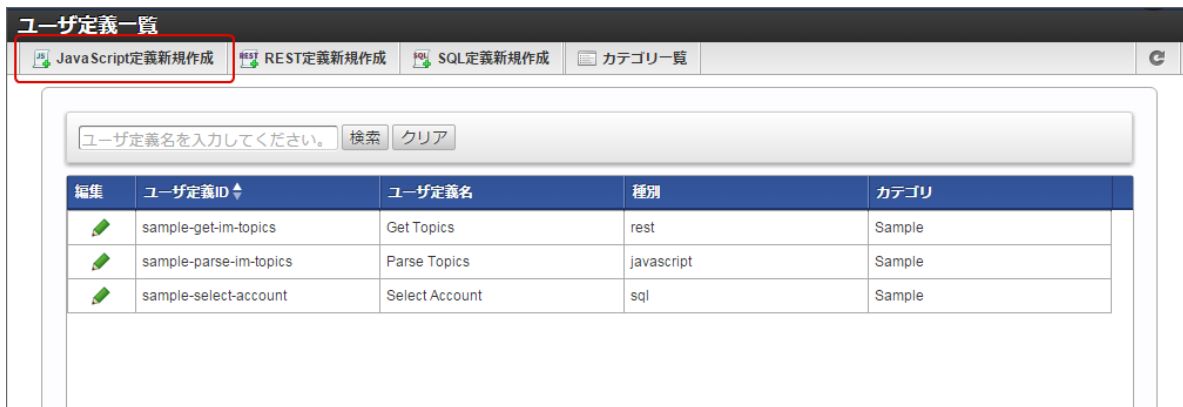 ユーザ定義一覧
JavaScript定義新規作成 REST定義新規作成 SQL定義新規作成 カテゴリ一覧
ユーザ定義名を入力してください。 検索 クリア
編集 ユーザ定義ID ユーザ定義名 種別 カテゴリ
sample-get-im-topics Get Topics rest Sample
sample-parse-im-topics Parse Topics javascript Sample
sample-select-account Select Account sql Sample